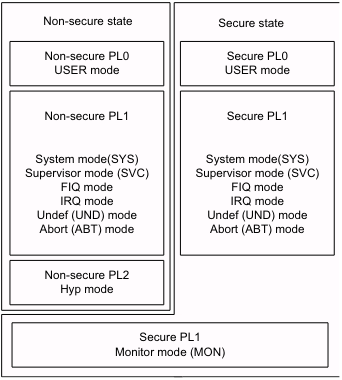 Non-secure state
Non-secure PL0
USER mode
Non-secure PL1
System mode(SYS)
Supervisor mode (SVC)
FIQ mode
IRQ mode
Undef (UND) mode
Abort (ABT) mode
Non-secure PL2
Hyp mode
Secure state
Secure PL0
USER mode
Secure PL1
System mode(SYS)
Supervisor mode (SVC)
FIQ mode
IRQ mode
Undef (UND) mode
Abort (ABT) mode
Secure PL1
Monitor mode (MON)